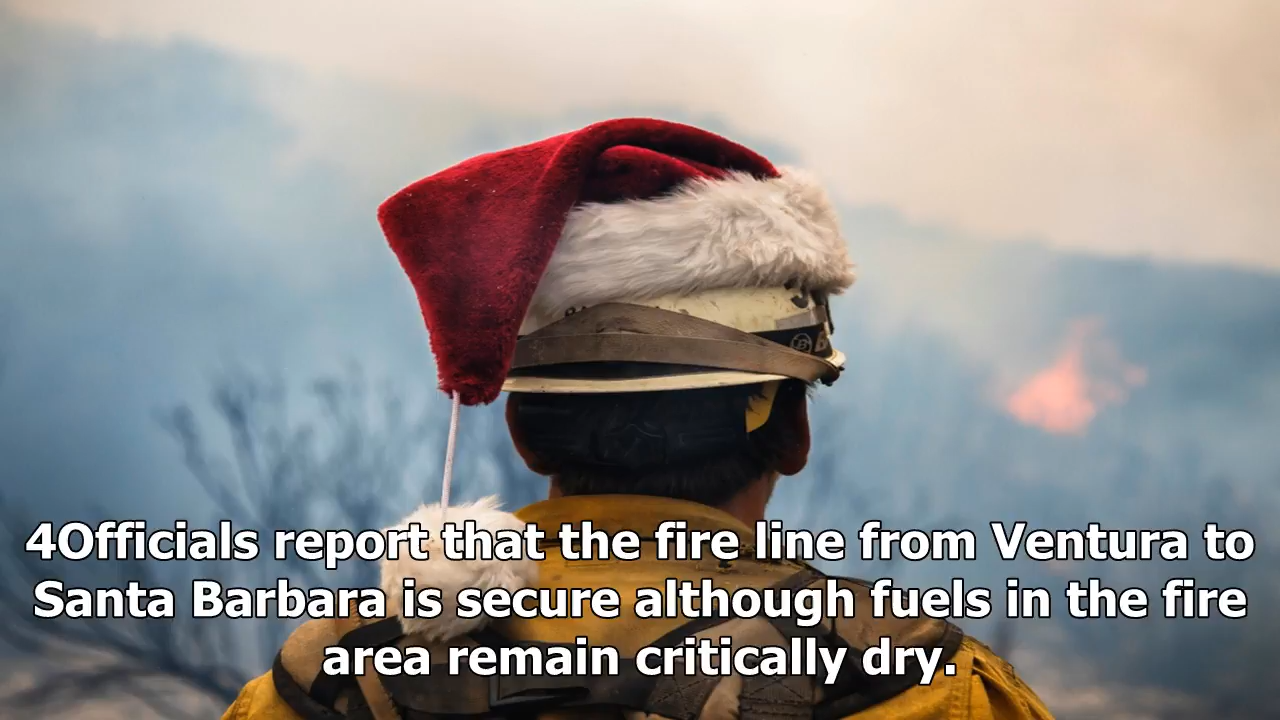 4Officials report that the fire line from Ventura to
Santa Barbara is secure although fuels in the fire
area remain critically dry.